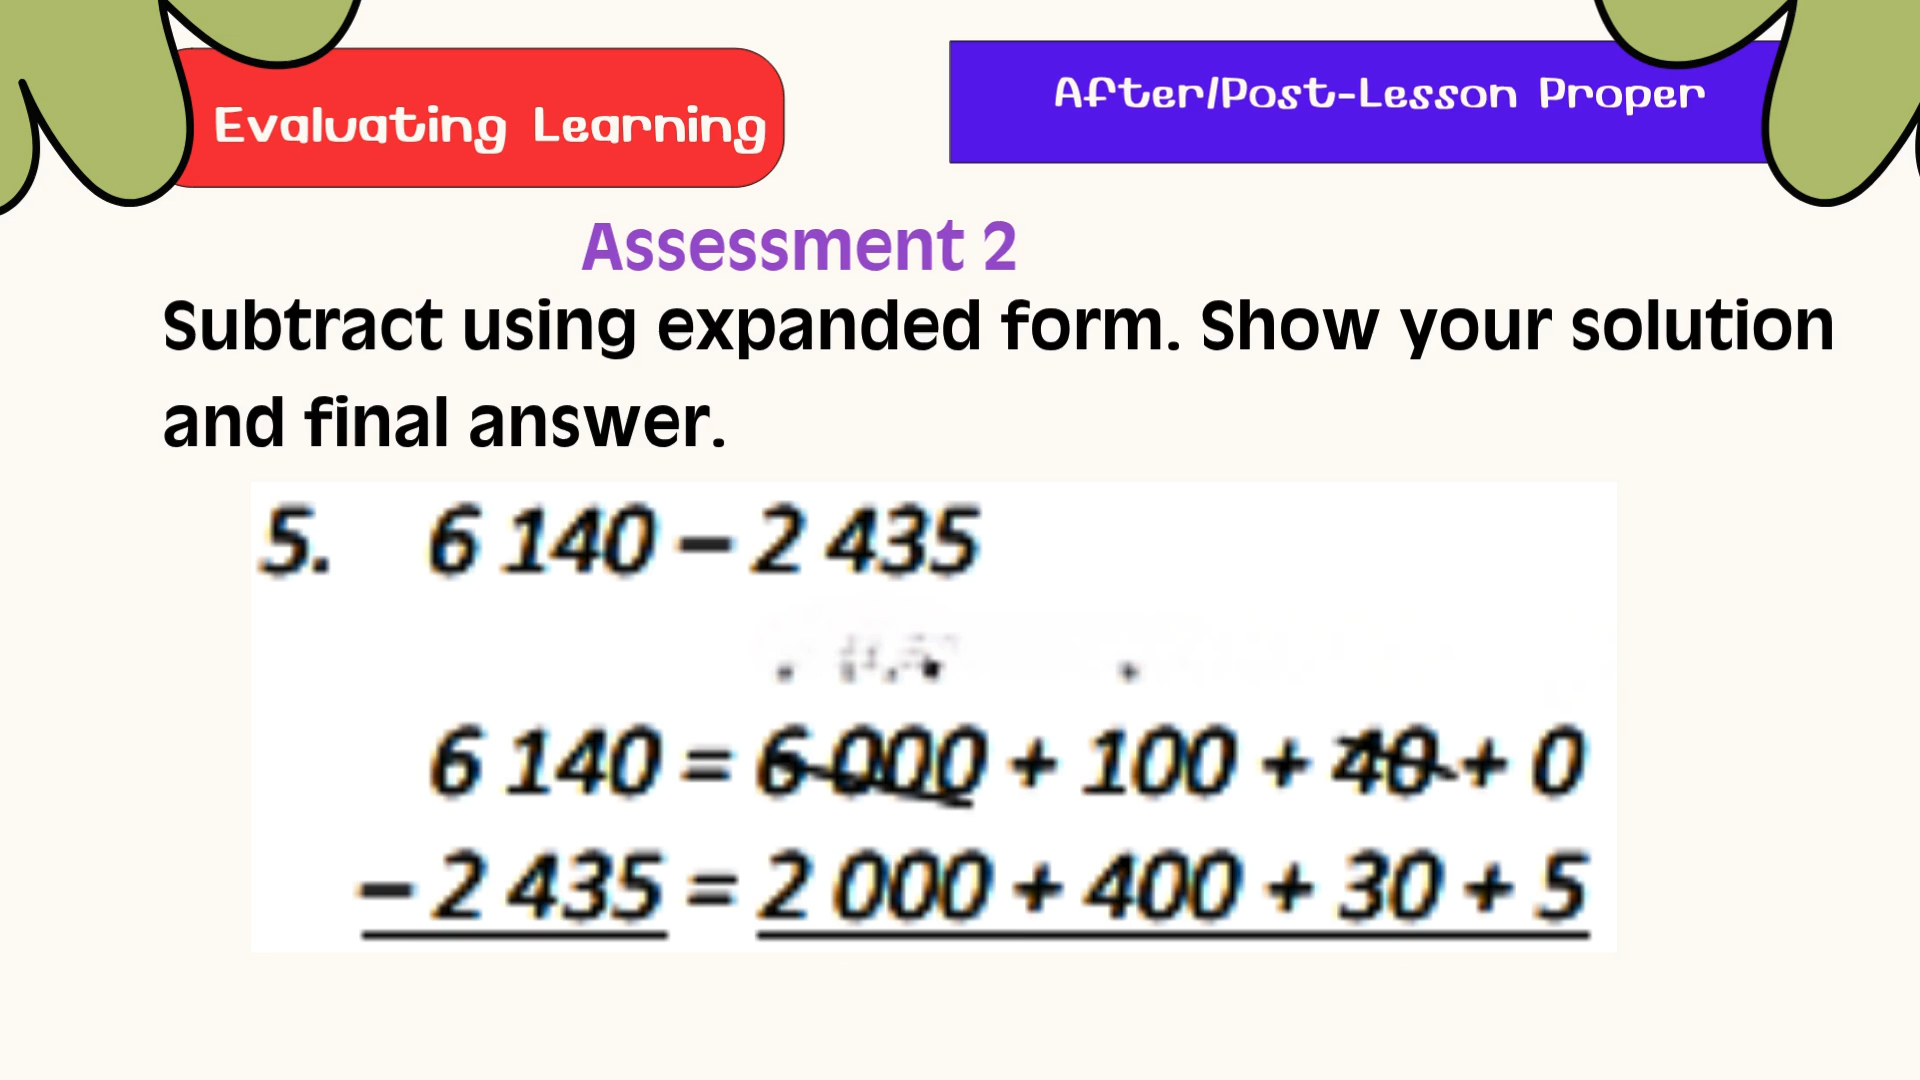 Evaluating Learning
After/Post-Lesson Proper
Assessment 2
Subtract using expanded form. Show your solution
and final answer.
5. 6 140 – 2 435
6 140 = 6 000 + 100 + 40 + 0
– 2 435 = 2 000 + 400 + 30 + 5